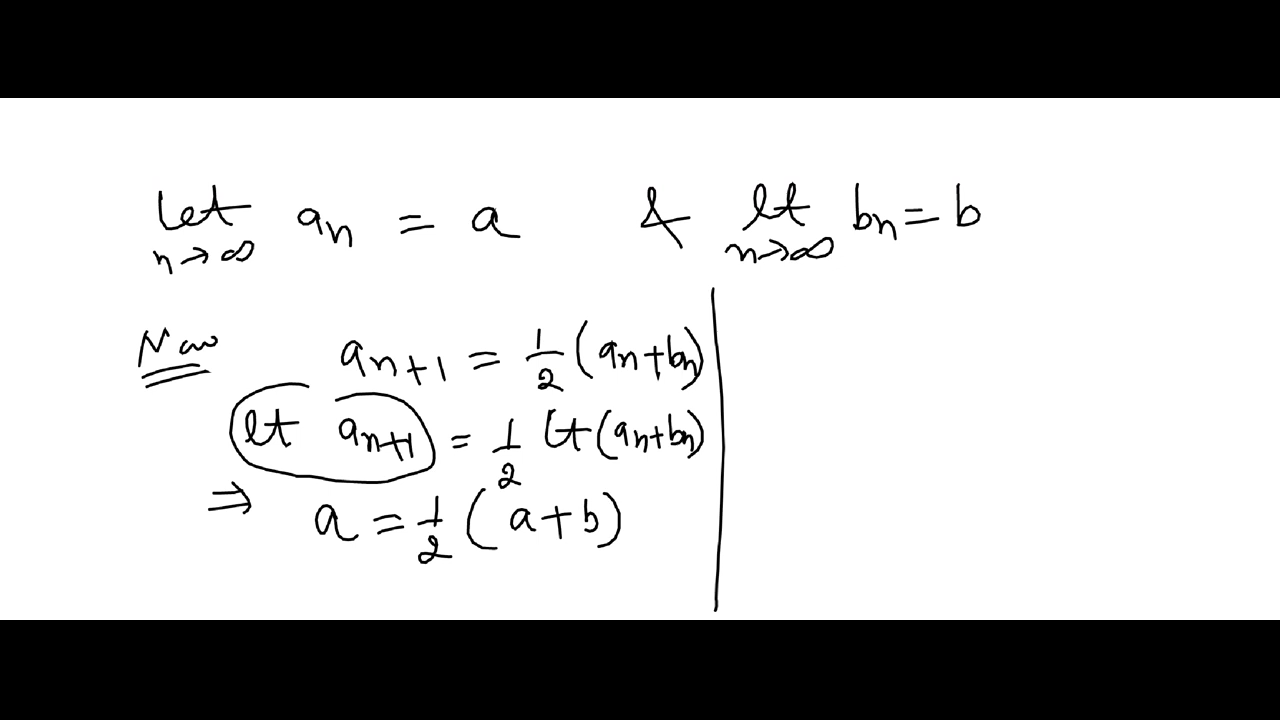 let n→∞ aₙ = a & lt n→∞ bₙ = b
Now aₙ₊₁ = 1/2 (aₙ+bₙ)
lt aₙ₊₁ = 1/2 lt (aₙ+bₙ)
⇒ a = 1/2 (a+b)